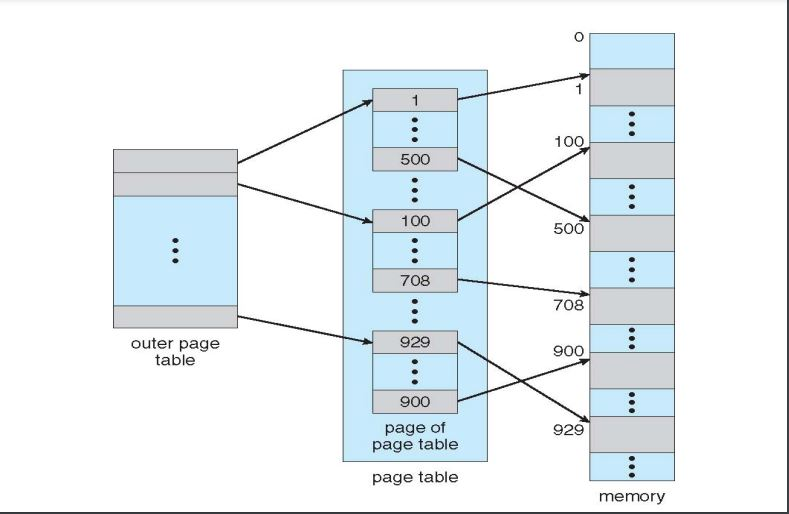 outer page
table
1
500
100
708
929
900
page of
page table
page table
0
1
100
500
708
900
929
memory